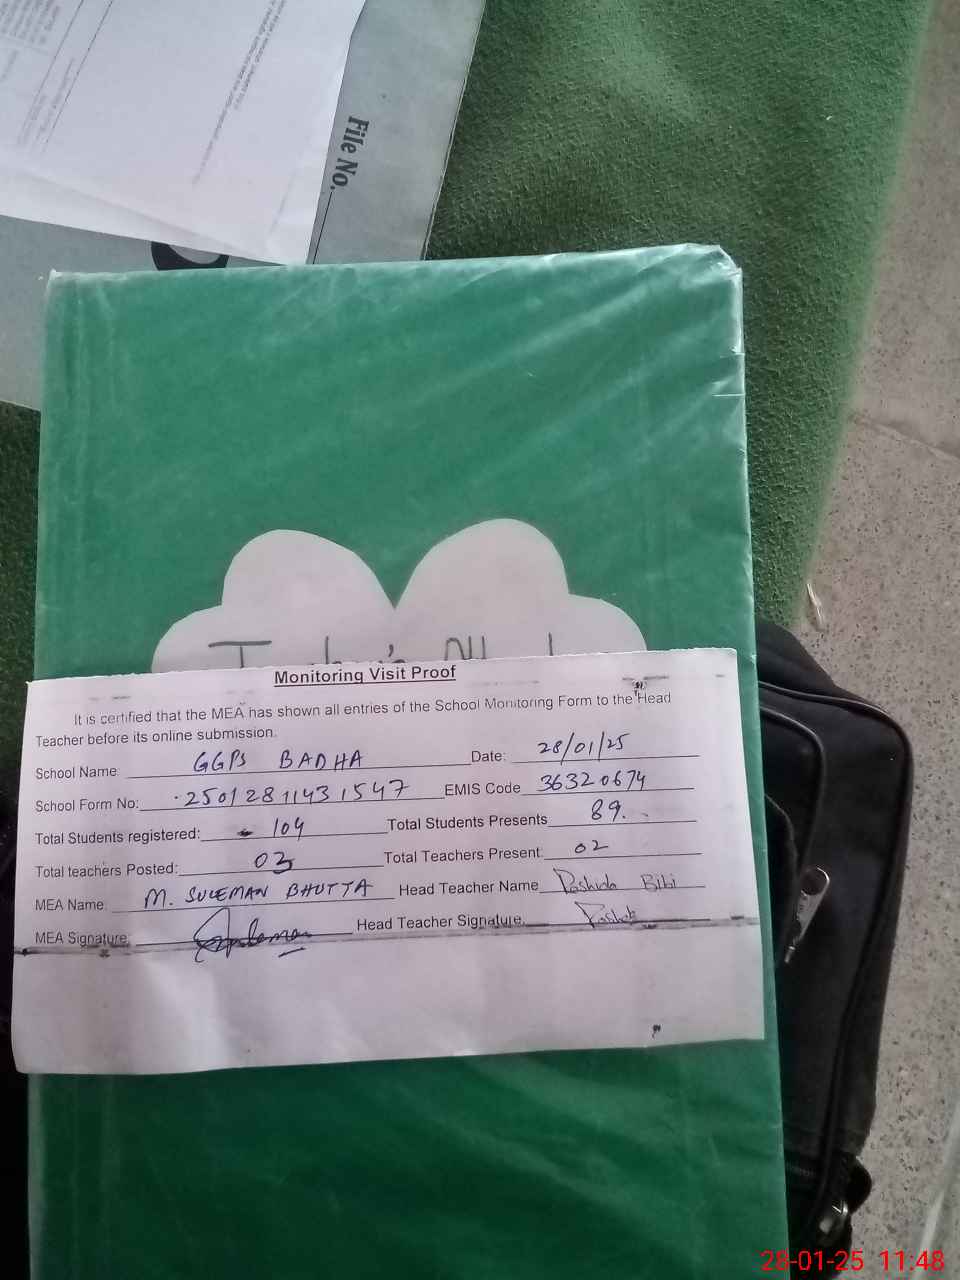 File No.
Monitoring Visit Proof
It is certified that the MEA has shown all entries of the School Monitoring Form to the Head
Teacher before its online submission.
School Name: GGPS BADHA Date: 28/01/25
School Form No: 25012811431547 EMIS Code 36320674
Total Students registered: 104 Total Students Presents 89.
Total teachers Posted: 03 Total Teachers Present: 02
MEA Name: M. SULEMAN BHUTTA Head Teacher Name Rashida Bibi
MEA Signature: Suleman Head Teacher Signature.
28-01-25 11:48